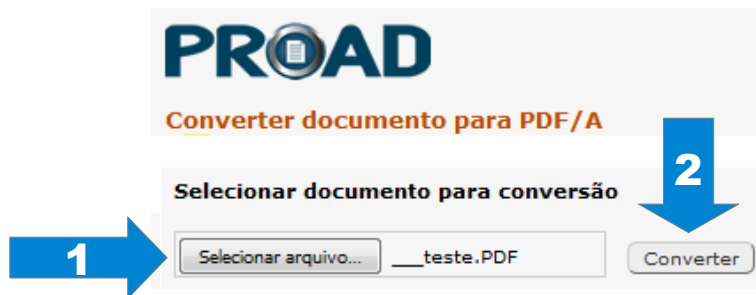 PROAD
Converter documento para PDF/A
2
Selecionar documento para conversão
1 Selecionar arquivo... ___teste.PDF Converter